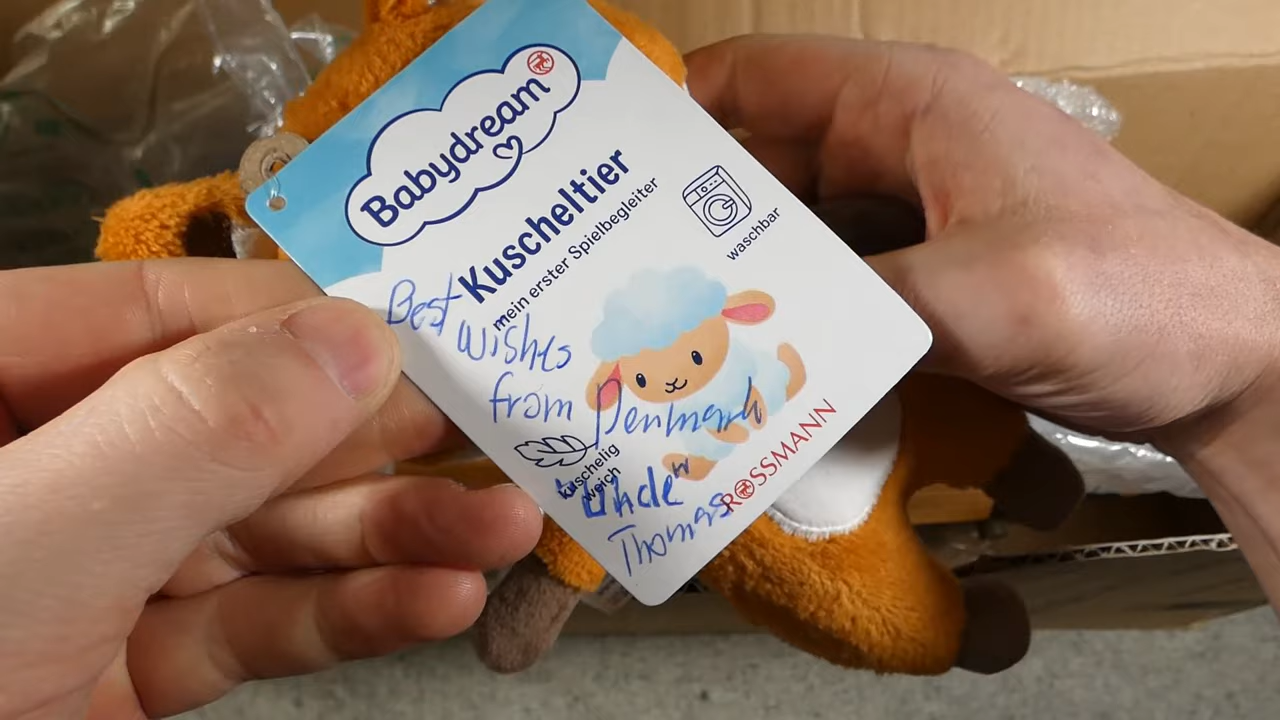 Babydream
Kuscheltier
mein erster Spielbegleiter
waschbar
Best
Wishes
from Denmark
kuschelig
weich
"Uncle"
Thomas
ROSSMANN